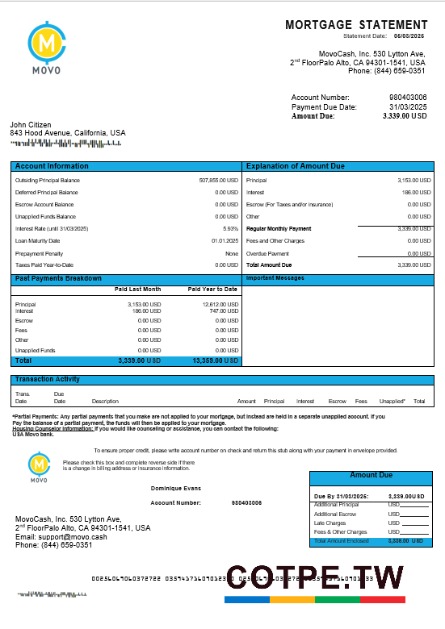 MORTGAGE STATEMENT
Statement Date: 06/03/2025
MOVO
MovoCash, Inc. 530 Lytton Ave,
2nd FloorPalo Alto, CA 94301-1541, USA
Phone: (844) 659-0351
Account Number: 980403006
Payment Due Date: 31/03/2025
Amount Due: 3,339.00 USD
John Citizen
843 Hood Avenue, California, USA
Account Information
Outsiding Principal Balance 507,855.00 USD
Deferred Principal Balance 0.00 USD
Escrow Account Balance 0.00 USD
Unapplied Funds Balance 0.00 USD
Interest Rate (until 31/03/2025) 5.93%
Loan Maturity Date 01.01.2025
Prepayment Penalty None
Taxes Paid Year-to-Date 0.00 USD
Explanation of Amount Due
Principal 3,153.00 USD
Interest 186.00 USD
Escrow (For Taxes and/or Insurance) 0.00 USD
Other 0.00 USD
Regular Monthly Payment 3,339.00 USD
Fees and Other Charges 0.00 USD
Overdue Payment 0.00 USD
Total Amount Due 3,339.00 USD
Past Payments Breakdown
Paid Last Month Paid Year to Date
Principal 3,153.00 USD 12,612.00 USD
Interest 186.00 USD 747.00 USD
Escrow 0.00 USD 0.00 USD
Fees 0.00 USD 0.00 USD
Other 0.00 USD 0.00 USD
Unapplied Funds 0.00 USD 0.00 USD
Total 3,339.00 USD 13,358.00 USD
Important Messages
Transaction Activity
Trans. Date Due Date Description Amount Principal Interest Escrow Fees Unapplied* Total
*Partial Payments: Any partial payments that you make are not applied to your mortgage, but instead are held in a separate unapplied account. If you
Pay the balance of a partial payment, the funds will then be applied to your mortgage.
Housing Counselor Information: If you would like counseling or assistance, you can contact the following:
USA Movo bank.
To ensure proper credit, please write account number on check and return this stub along with your payment in envelope provided
MOVO
Please check this box and complete reverse side if there
is a change in billing address or insurance information.
Dominique Evans
Account Number: 980403006
MovoCash, Inc. 530 Lytton Ave,
2nd FloorPalo Alto, CA 94301-1541, USA
Email: support@movo.cash
Phone: (844) 659-0351
Amount Due
Due By 31/03/2025: 3,339.00USD
Additional Principal USD
Additional Escrow USD
Late Charges USD
Fees & Other Charges USD
Total Amount Enclosed 3,339.00 USD
COTPE.TW